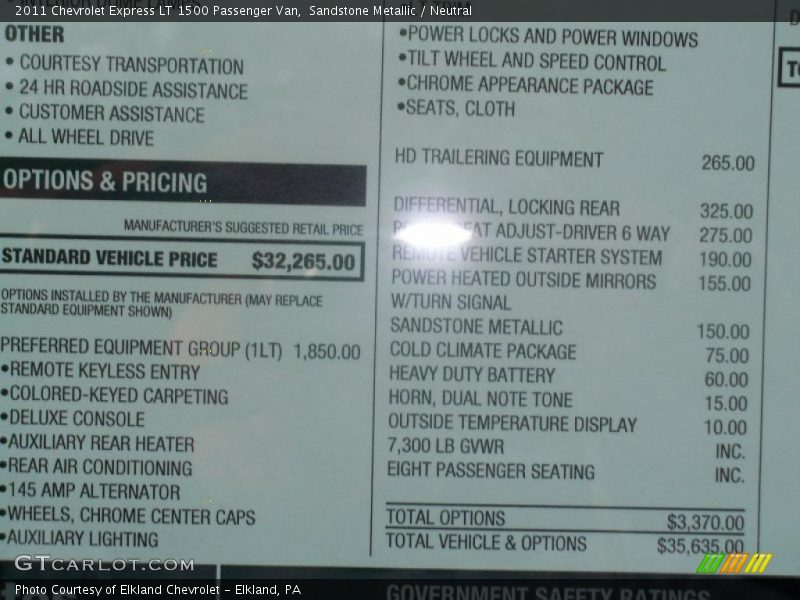 2011 Chevrolet Express LT 1500 Passenger Van,  Sandstone Metallic / Neutral
OTHER
• COURTESY TRANSPORTATION
• 24 HR ROADSIDE ASSISTANCE
• CUSTOMER ASSISTANCE
• ALL WHEEL DRIVE
OPTIONS & PRICING
MANUFACTURER'S SUGGESTED RETAIL PRICE
STANDARD VEHICLE PRICE $32,265.00
OPTIONS INSTALLED BY THE MANUFACTURER (MAY REPLACE
STANDARD EQUIPMENT SHOWN)
PREFERRED EQUIPMENT GROUP (1LT) 1,850.00
•REMOTE KEYLESS ENTRY
•COLORED-KEYED CARPETING
•DELUXE CONSOLE
•AUXILIARY REAR HEATER
•REAR AIR CONDITIONING
•145 AMP ALTERNATOR
•WHEELS, CHROME CENTER CAPS
•AUXILIARY LIGHTING
•POWER LOCKS AND POWER WINDOWS
•TILT WHEEL AND SPEED CONTROL
•CHROME APPEARANCE PACKAGE
•SEATS, CLOTH
HD TRAILERING EQUIPMENT 265.00
DIFFERENTIAL, LOCKING REAR 325.00
ADJUST-DRIVER 6 WAY 275.00
REMOTE VEHICLE STARTER SYSTEM 190.00
POWER HEATED OUTSIDE MIRRORS 155.00
W/TURN SIGNAL
SANDSTONE METALLIC 150.00
COLD CLIMATE PACKAGE 75.00
HEAVY DUTY BATTERY 60.00
HORN, DUAL NOTE TONE 15.00
OUTSIDE TEMPERATURE DISPLAY 10.00
7,300 LB GVWR INC.
EIGHT PASSENGER SEATING INC.
TOTAL OPTIONS $3,370.00
TOTAL VEHICLE & OPTIONS $35,635.00
GTCARLOT.COM
Photo Courtesy of Elkland Chevrolet - Elkland, PA
GOVERNMENT SAFETY RATINGS